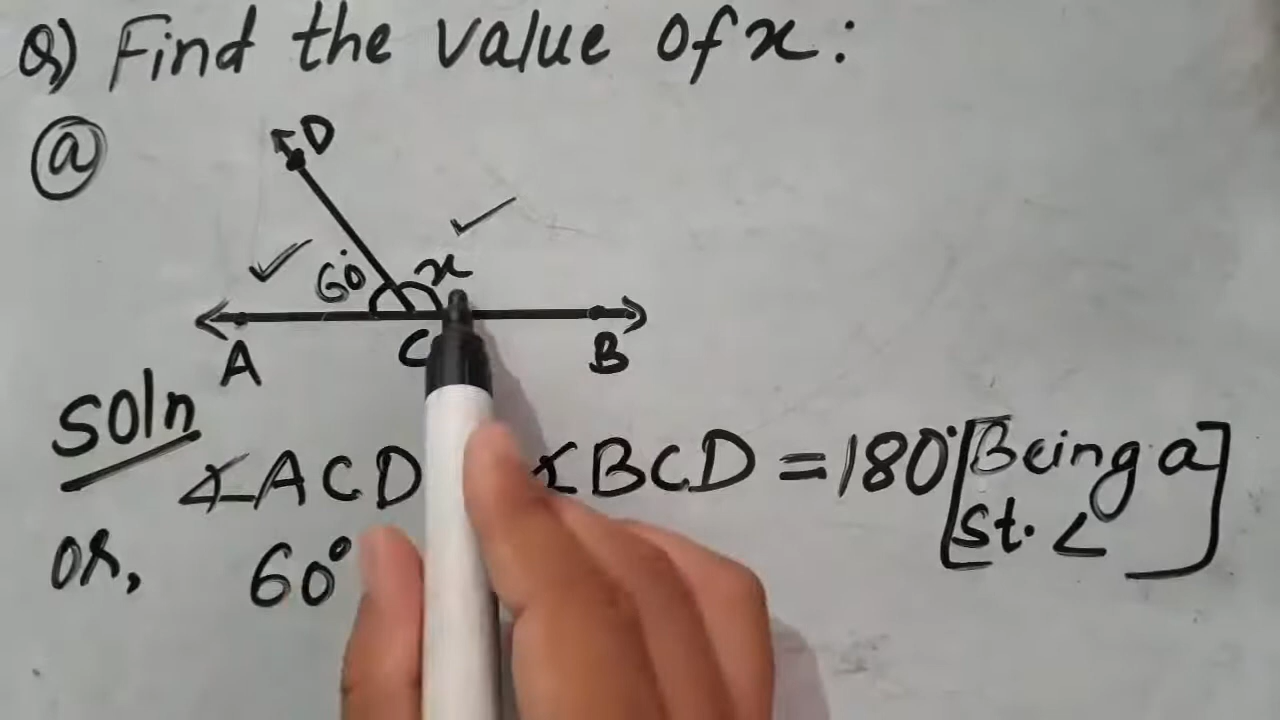 Q) Find the value of x:
(a)
D
60° x
A C B
Soln
∡ACD ∡BCD = 180° [Being a
St. ∠]
or, 60°